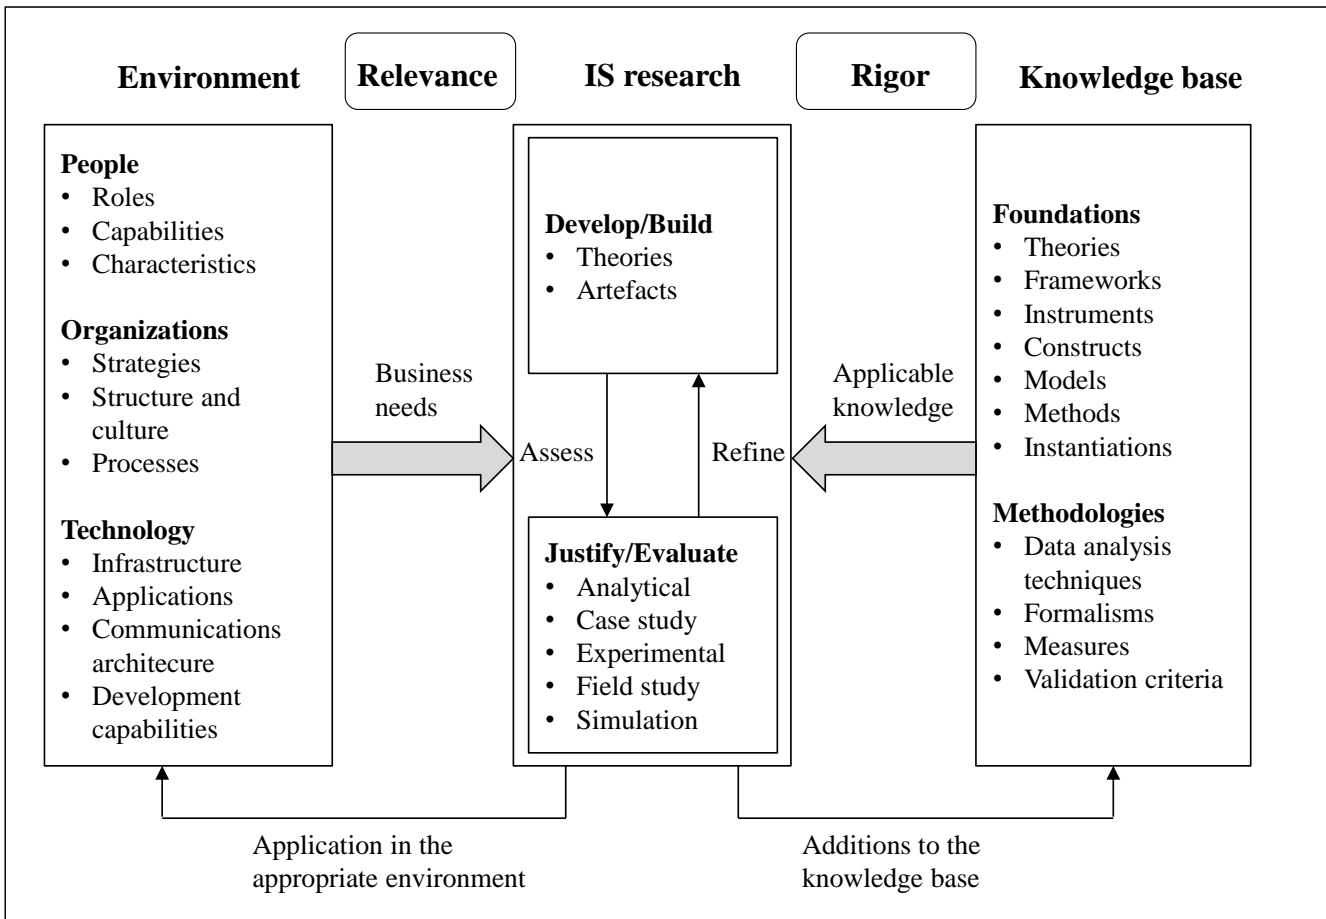 Environment
Relevance
IS research
Rigor
Knowledge base
People
• Roles
• Capabilities
• Characteristics
Organizations
• Strategies
• Structure and
culture
• Processes
Technology
• Infrastructure
• Applications
• Communications
architecure
• Development
capabilities
Business
needs
Develop/Build
• Theories
• Artefacts
Assess
Refine
Justify/Evaluate
• Analytical
• Case study
• Experimental
• Field study
• Simulation
Applicable
knowledge
Foundations
• Theories
• Frameworks
• Instruments
• Constructs
• Models
• Methods
• Instantiations
Methodologies
• Data analysis
techniques
• Formalisms
• Measures
• Validation criteria
Application in the
appropriate environment
Additions to the
knowledge base